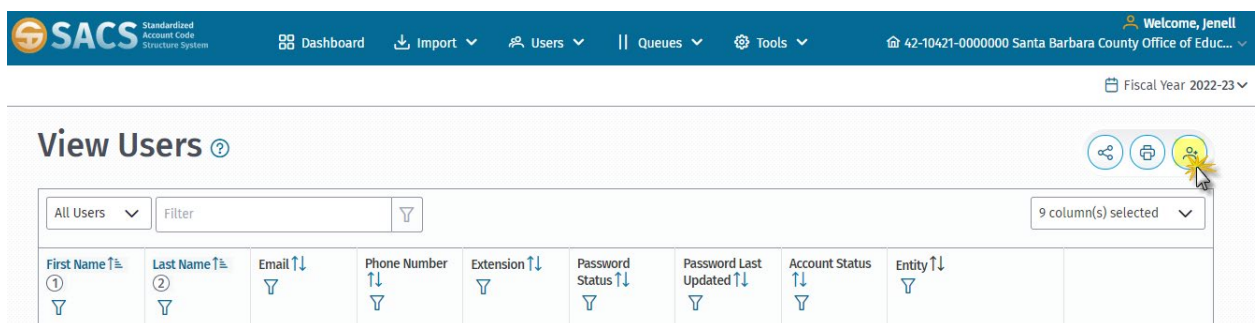 SACS Standardized Account Code Structure System
Dashboard Import Users Queues Tools
Welcome, Jenell
42-10421-0000000 Santa Barbara County Office of Educ...
Fiscal Year 2022-23
View Users ?
All Users Filter 9 column(s) selected
First Name Last Name Email Phone Number Extension Password Status Password Last Updated Account Status Entity
1 2